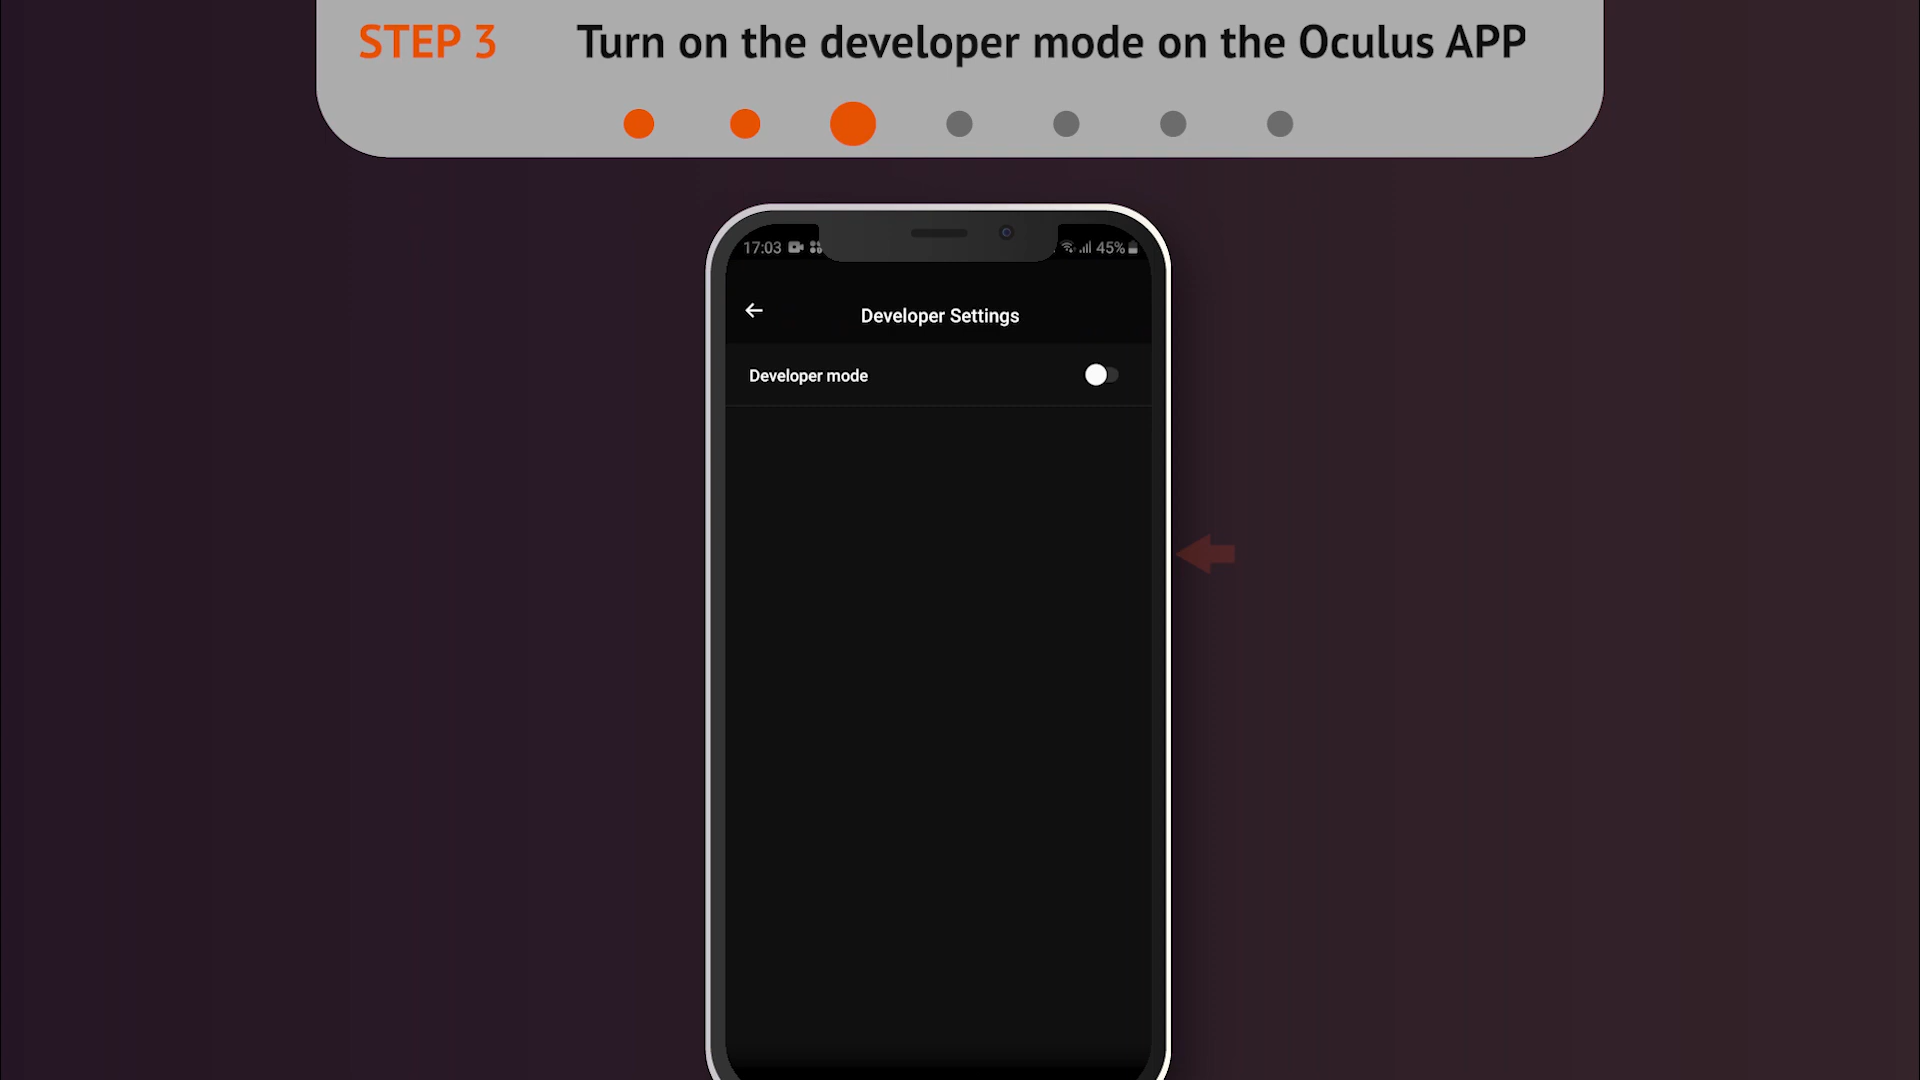 STEP 3 Turn on the developer mode on the Oculus APP
17:03 45%
Developer Settings
Developer mode